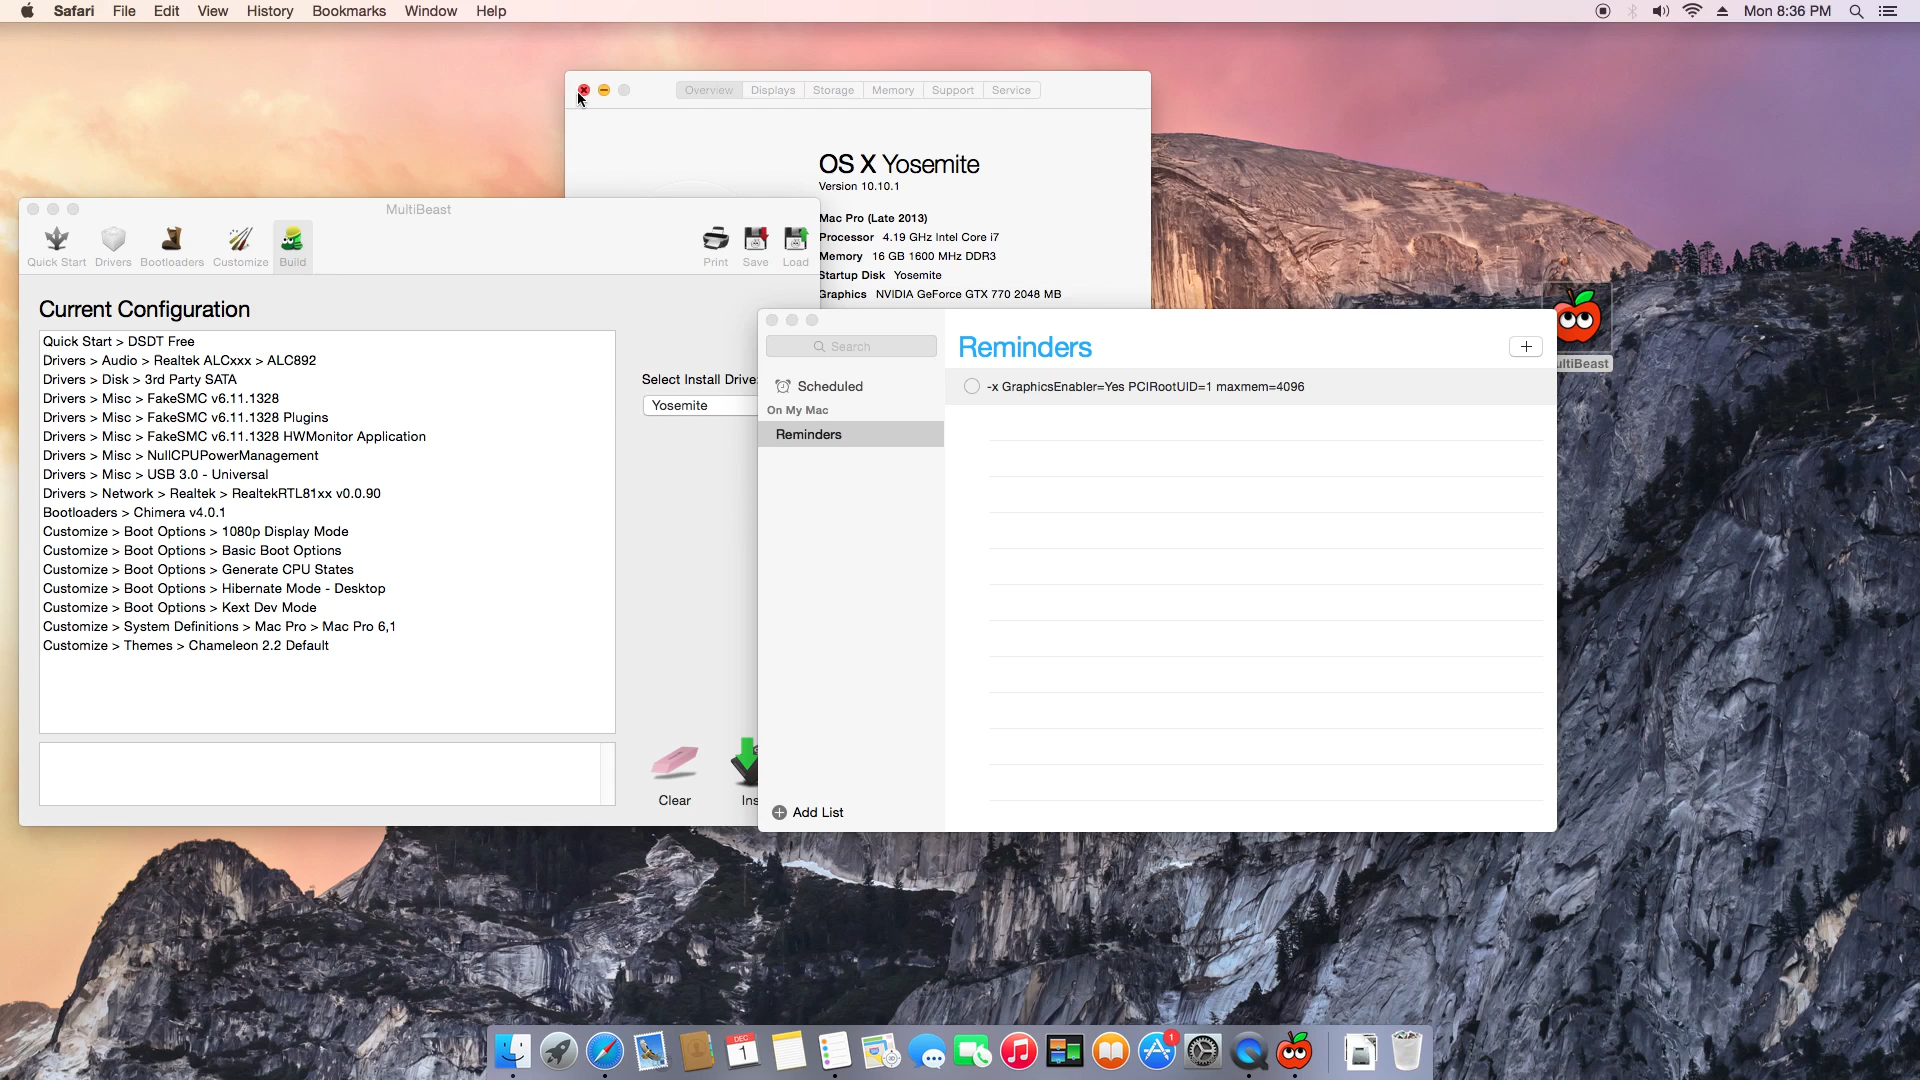 Safari File Edit View History Bookmarks Window Help
Mon 8:36 PM
Overview Displays Storage Memory Support Service
OS X Yosemite
Version 10.10.1
Mac Pro (Late 2013)
Processor 4.19 GHz Intel Core i7
Memory 16 GB 1600 MHz DDR3
Startup Disk Yosemite
Graphics NVIDIA GeForce GTX 770 2048 MB
MultiBeast
Quick Start Drivers Bootloaders Customize Build
Print Save Load
Current Configuration
Quick Start > DSDT Free
Drivers > Audio > Realtek ALCxxx > ALC892
Drivers > Disk > 3rd Party SATA
Drivers > Misc > FakeSMC v6.11.1328
Drivers > Misc > FakeSMC v6.11.1328 Plugins
Drivers > Misc > FakeSMC v6.11.1328 HWMonitor Application
Drivers > Misc > NullCPUPowerManagement
Drivers > Misc > USB 3.0 - Universal
Drivers > Network > Realtek > RealtekRTL81xx v0.0.90
Bootloaders > Chimera v4.0.1
Customize > Boot Options > 1080p Display Mode
Customize > Boot Options > Basic Boot Options
Customize > Boot Options > Generate CPU States
Customize > Boot Options > Hibernate Mode - Desktop
Customize > Boot Options > Kext Dev Mode
Customize > System Definitions > Mac Pro > Mac Pro 6,1
Customize > Themes > Chameleon 2.2 Default
Select Install Drive:
Yosemite
Clear
Ins
Search
Scheduled
On My Mac
Reminders
Add List
Reminders
-x GraphicsEnabler=Yes PCIRootUID=1 maxmem=4096
ultiBeast
DEC
1
1